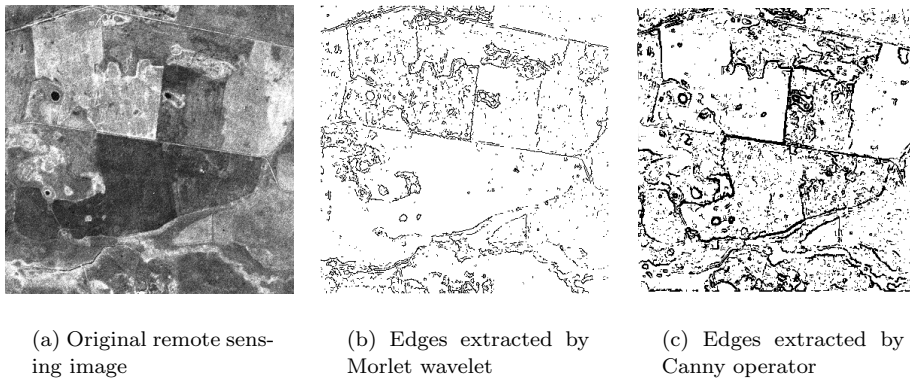 (a) Original remote sens-
ing image
(b) Edges extracted by
Morlet wavelet
(c) Edges extracted by
Canny operator